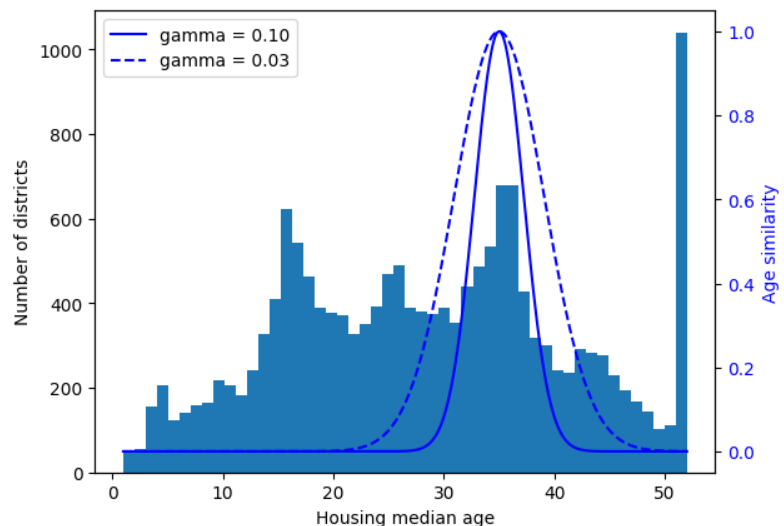 gamma = 0.10
gamma = 0.03
Number of districts
1000
800
600
400
200
0
1.0
0.8
0.6
0.4
0.2
0.0
Age similarity
0 10 20 30 40 50
Housing median age